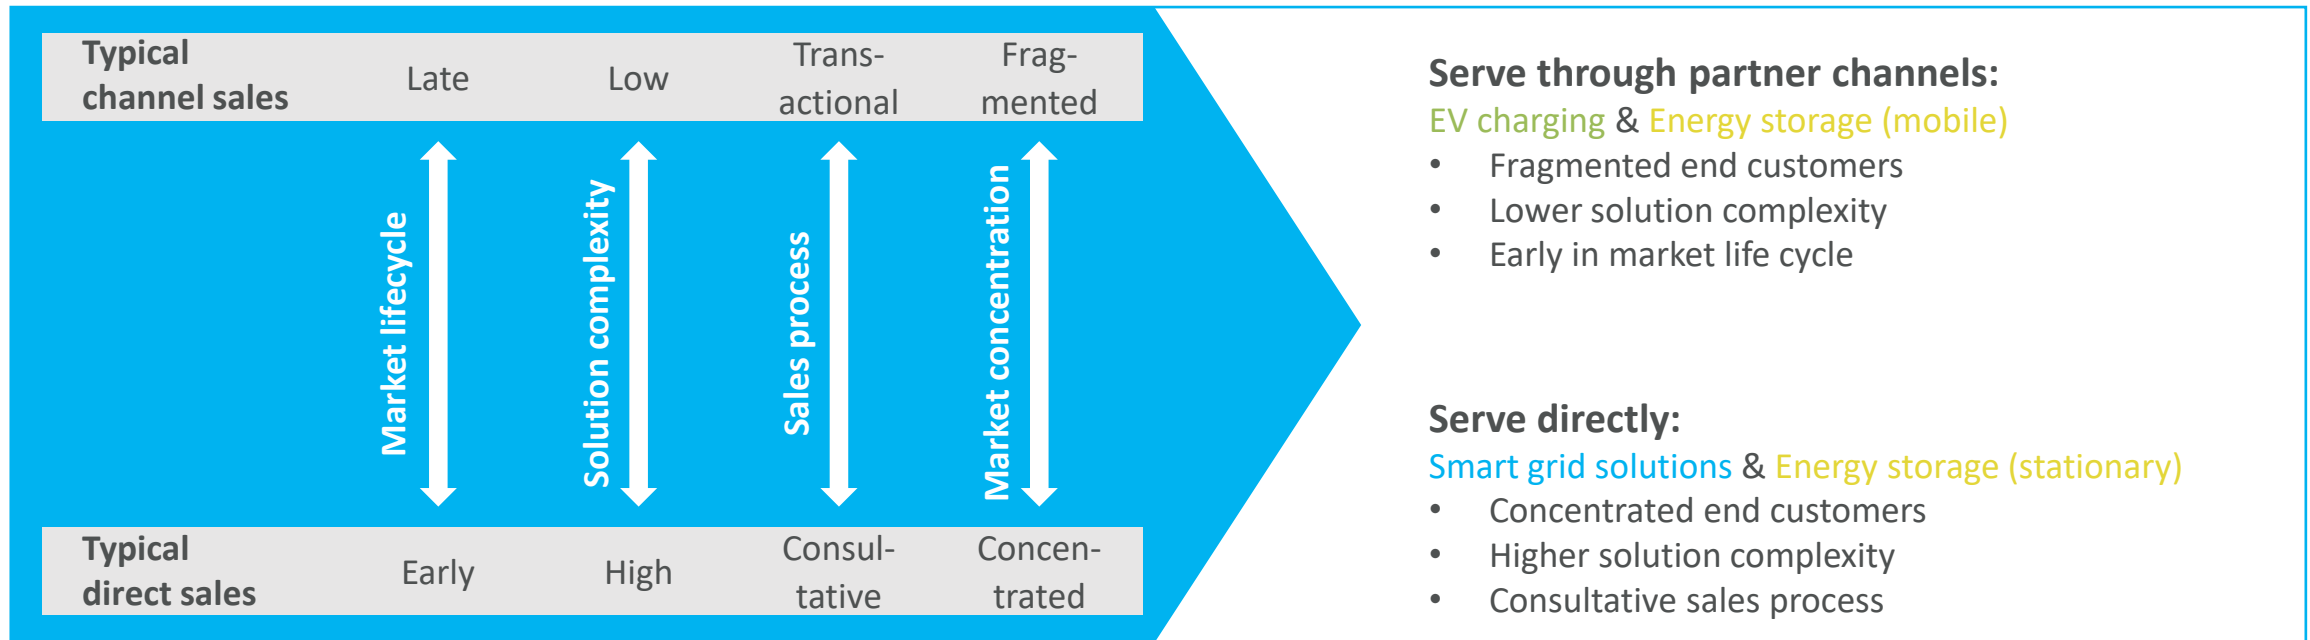 Typical
channel sales
Late
Low
Trans-
actional
Frag-
mented
Market lifecycle
Solution complexity
Sales process
Market concentration
Typical
direct sales
Early
High
Consul-
tative
Concen-
trated
Serve through partner channels:
EV charging & Energy storage (mobile)
• Fragmented end customers
• Lower solution complexity
• Early in market life cycle
Serve directly:
Smart grid solutions & Energy storage (stationary)
• Concentrated end customers
• Higher solution complexity
• Consultative sales process